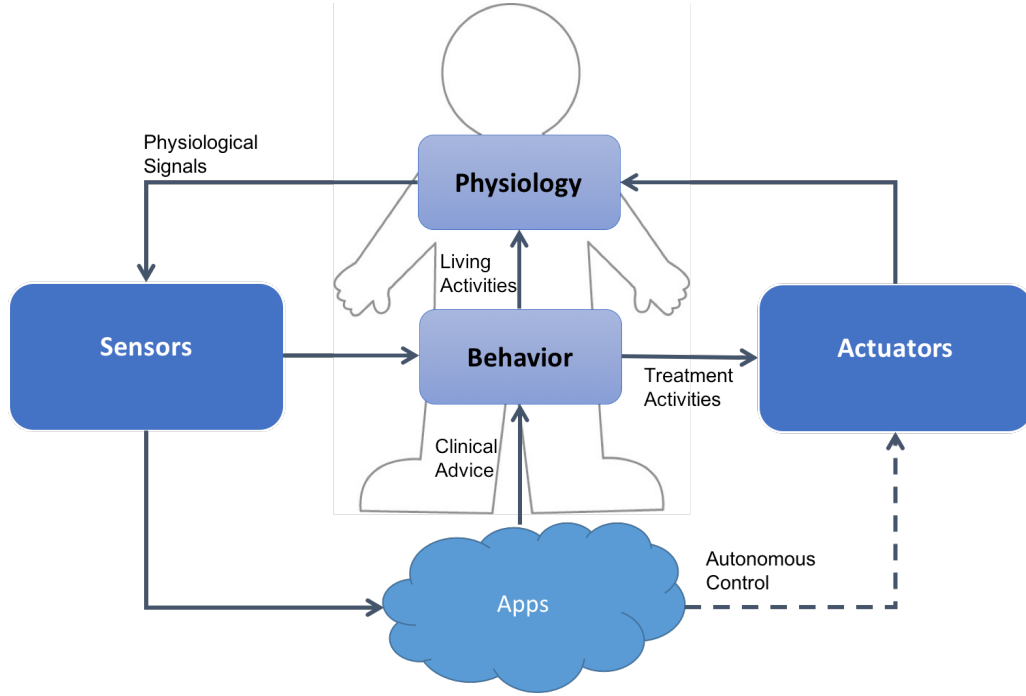 Physiological
Signals
Physiology
Living
Activities
Sensors
Behavior
Actuators
Treatment
Activities
Clinical
Advice
Autonomous
Control
Apps